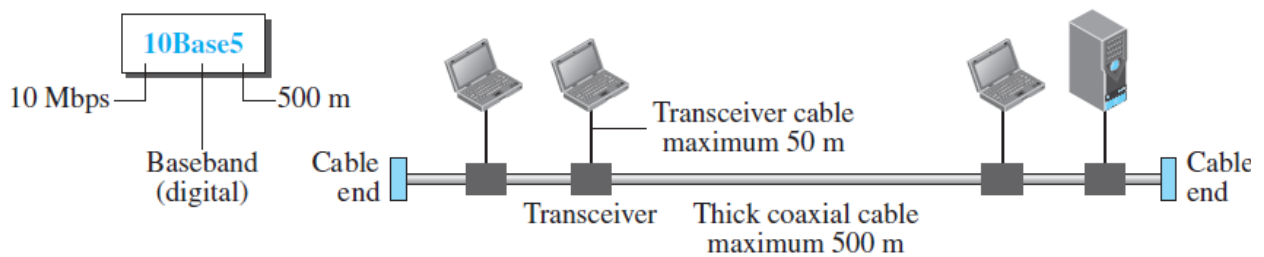 10Base5
10 Mbps
500 m
Baseband
(digital)
Cable
end
Transceiver cable
maximum 50 m
Transceiver
Thick coaxial cable
maximum 500 m
Cable
end